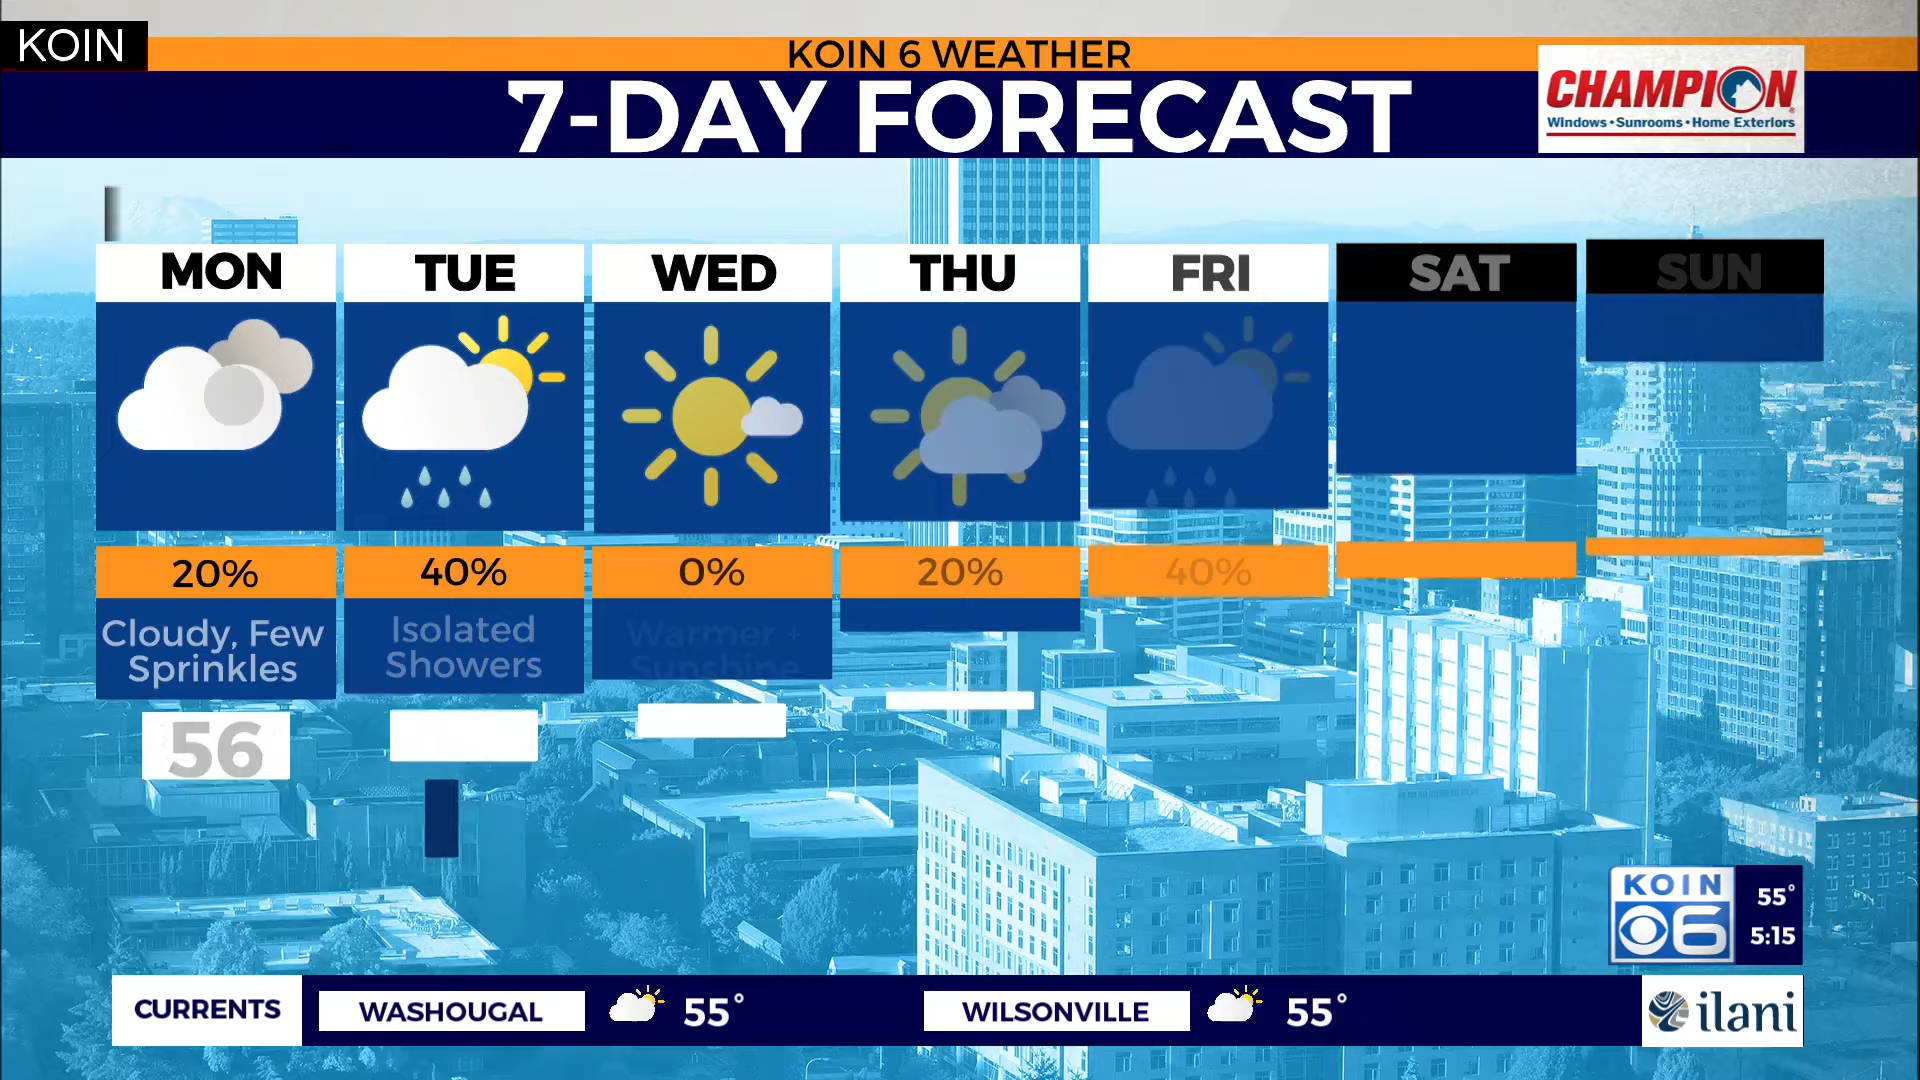 KOIN
KOIN 6 WEATHER
7-DAY FORECAST
CHAMPION
Windows • Sunrooms • Home Exteriors
MON
TUE
WED
THU
FRI
SAT
SUN
20%
40%
0%
20%
40%
Cloudy, Few
Sprinkles
Isolated
Showers
Warmer +
Sunshine
56
KOIN
6
55°
5:15
CURRENTS
WASHOUGAL
55°
WILSONVILLE
55°
ilani